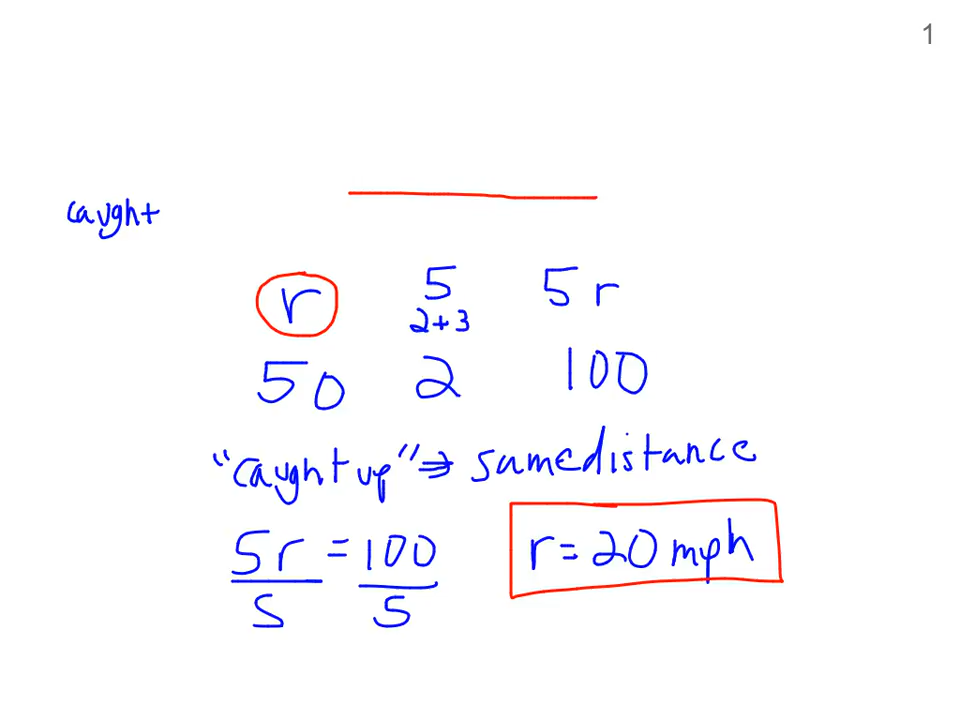 1
caught
r 5 5r
2+3
50 2 100
"caught up" ⇒ same distance
5r = 100 r = 20 mph
5 5